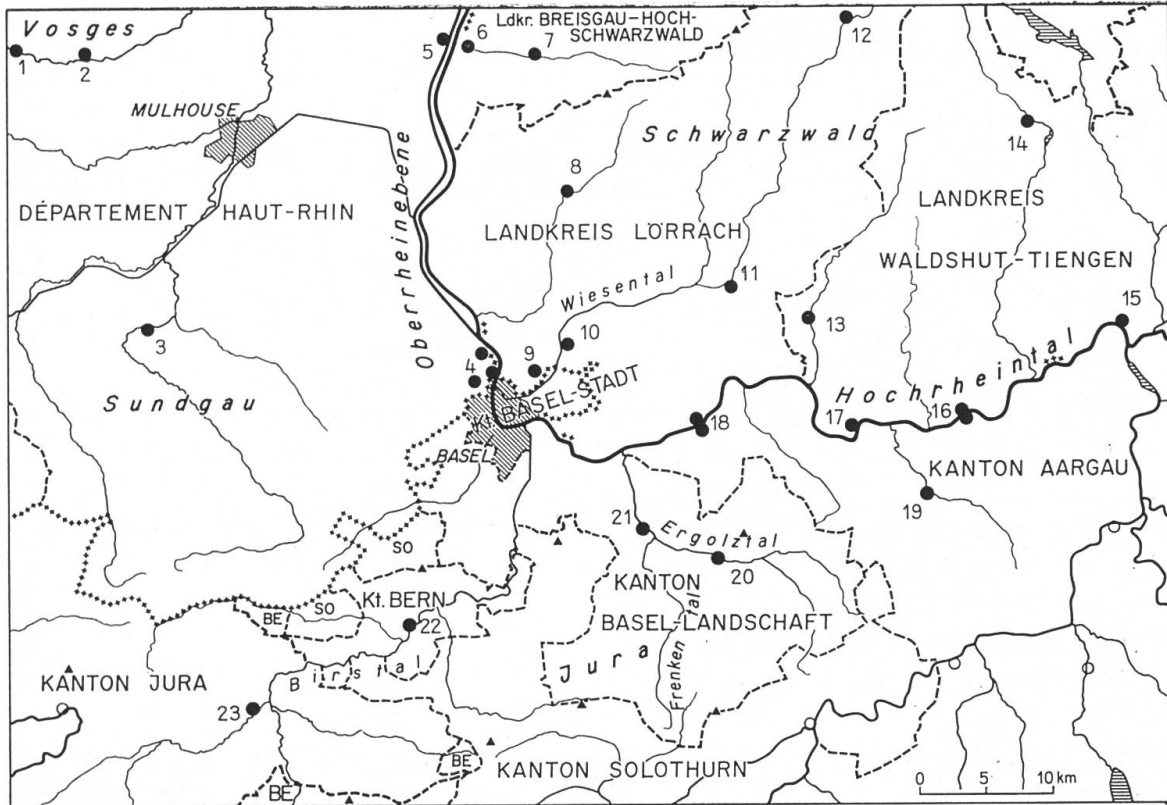 Vosges
1
2
5
6
Ldkr. BREISGAU-HOCH-
SCHWARZWALD
7
12
MULHOUSE
Schwarzwald
14
8
DÉPARTEMENT HAUT-RHIN
Oberrheinebene
LANDKREIS LÖRRACH
LANDKREIS
WALDSHUT-TIENGEN
Wiesental
11
13
15
3
10
9
4
Sundgau
Kt. BASEL-STADT
BASEL
Hochrheintal
16
17
18
KANTON AARGAU
19
21
Ergolztal
20
SO
KANTON
BASEL-LANDSCHAFT
Kt. BERN
SO
BE
22
Jura
Frenkental
Birstal
KANTON JURA
23
BE
BE
KANTON SOLOTHURN
0 5 10 km